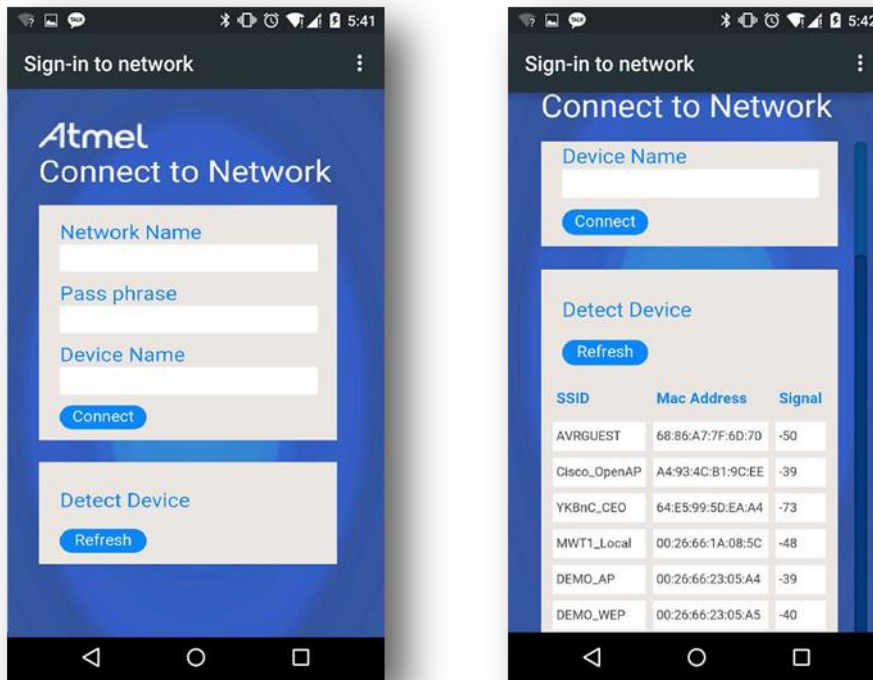 TALK
5:41
Sign-in to network
Atmel
Connect to Network
Network Name
Pass phrase
Device Name
Connect
Detect Device
Refresh
TALK
5:42
Sign-in to network
Connect to Network
Device Name
Connect
Detect Device
Refresh
SSID Mac Address Signal
AVRGUEST 68:86:A7:7F:6D:70 -50
Cisco_OpenAP A4:93:4C:B1:9C:EE -39
YKBnC_CEO 64:E5:99:5D:EA:A4 -73
MWT1_Local 00:26:66:1A:08:5C -48
DEMO_AP 00:26:66:23:05:A4 -39
DEMO_WEP 00:26:66:23:05:A5 -40